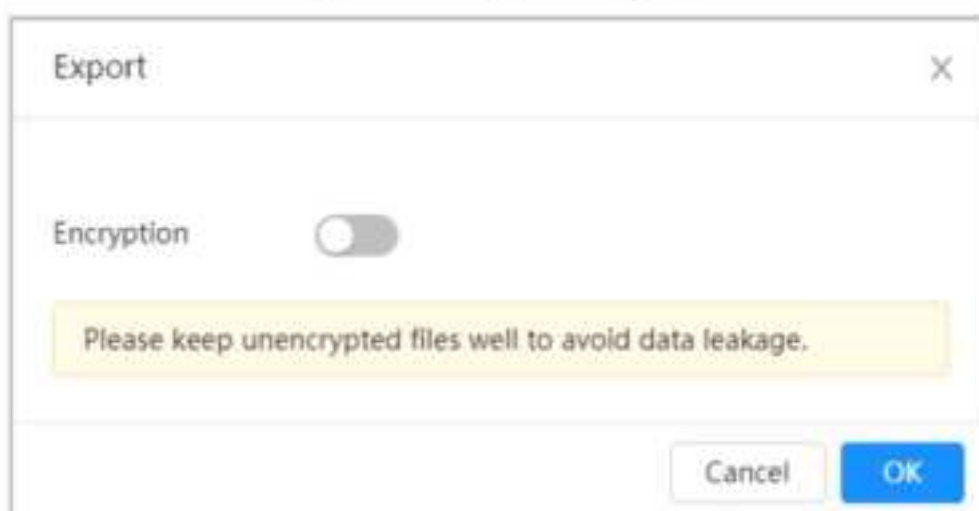 Export
Encryption
Please keep unencrypted files well to avoid data leakage.
Cancel OK